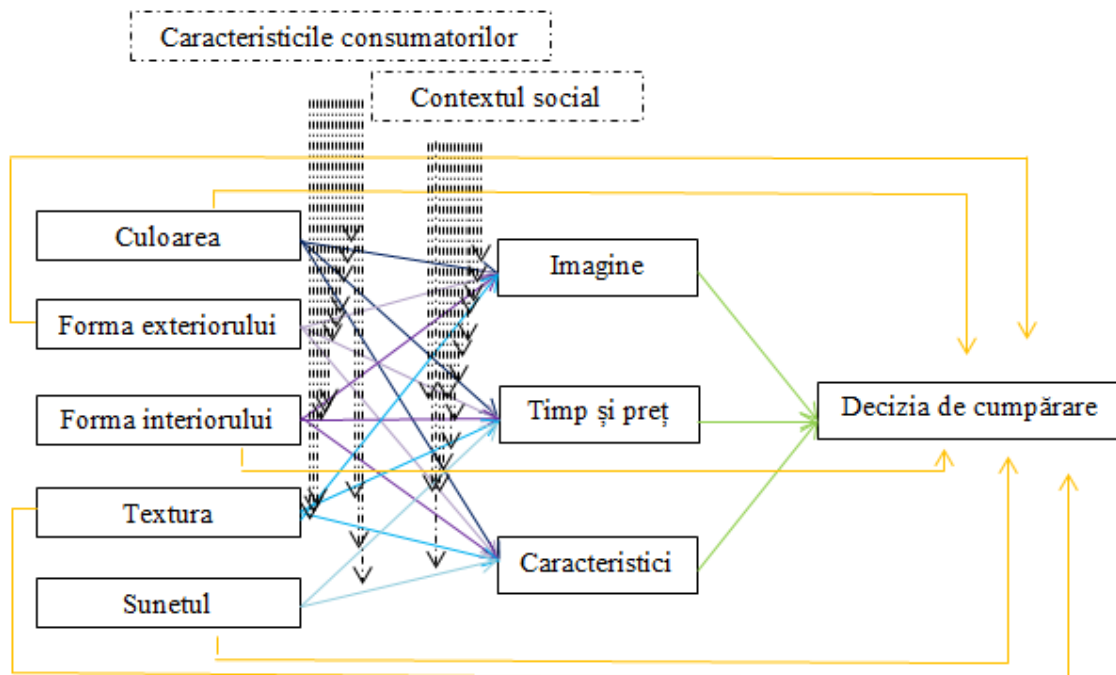 Caracteristicile consumatorilor
Contextul social
Culoarea
Forma exteriorului
Forma interiorului
Textura
Sunetul
Imagine
Timp și preț
Caracteristici
Decizia de cumpărare